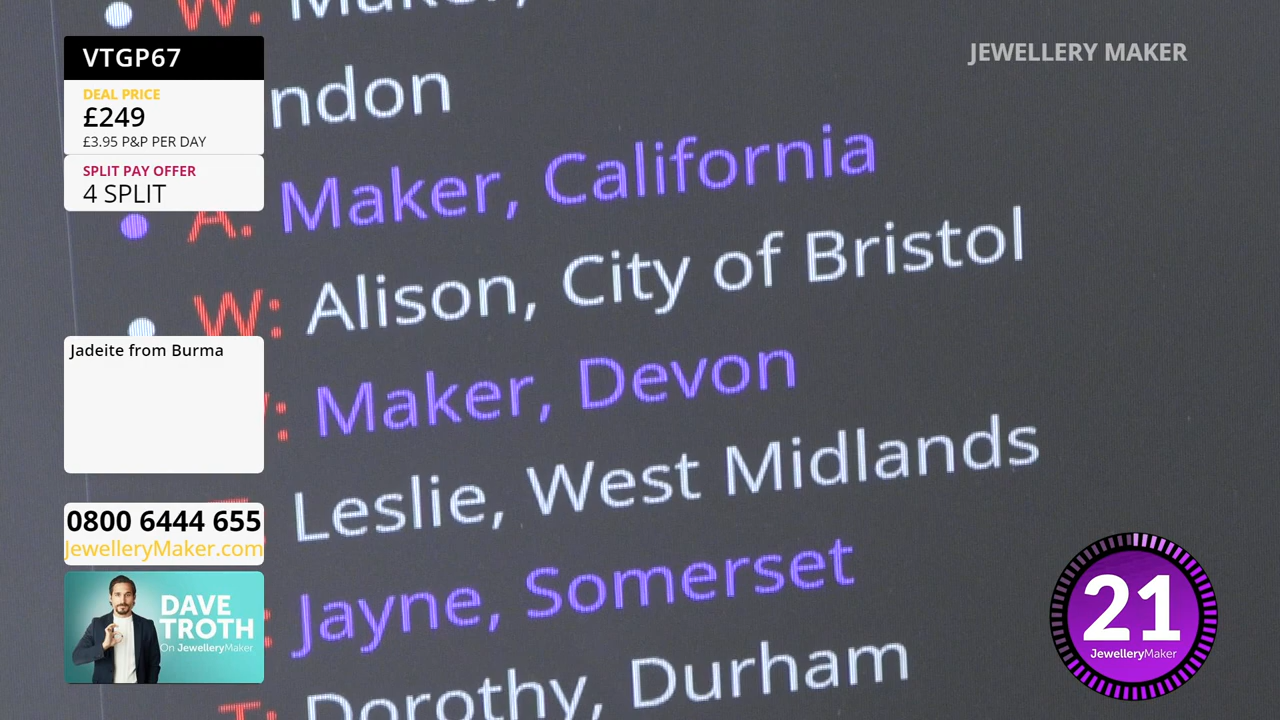 W: Maker,
VTGP67
DEAL PRICE
£249
£3.95 P&P PER DAY
SPLIT PAY OFFER
4 SPLIT
JEWELLERY MAKER
ndon
A: Maker, California
W: Alison, City of Bristol
Jadeite from Burma
: Maker, Devon
Leslie, West Midlands
0800 6444 655
JewelleryMaker.com
: Jayne, Somerset
DAVE
TROTH
On JewelleryMaker
T: Dorothy, Durham
21
JewelleryMaker